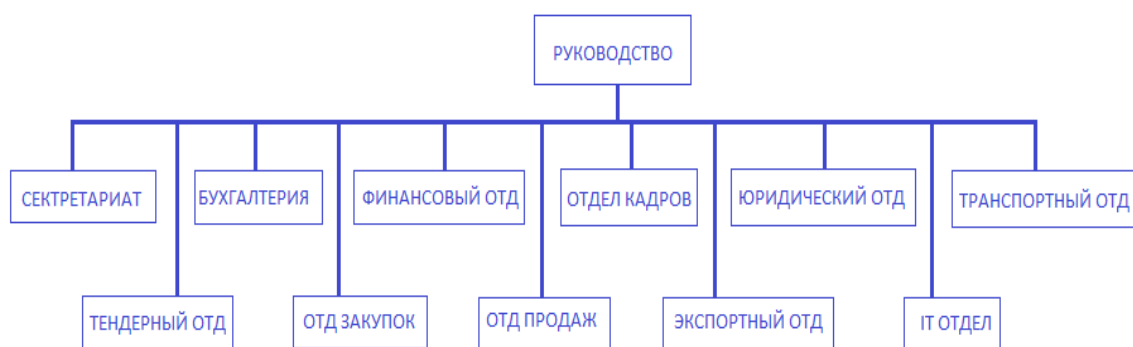 РУКОВОДСТВО
СЕКТРЕТАРИАТ
БУХГАЛТЕРИЯ
ФИНАНСОВЫЙ ОТД
ОТДЕЛ КАДРОВ
ЮРИДИЧЕСКИЙ ОТД
ТРАНСПОРТНЫЙ ОТД
ТЕНДЕРНЫЙ ОТД
ОТД ЗАКУПОК
ОТД ПРОДАЖ
ЭКСПОРТНЫЙ ОТД
IT ОТДЕЛ